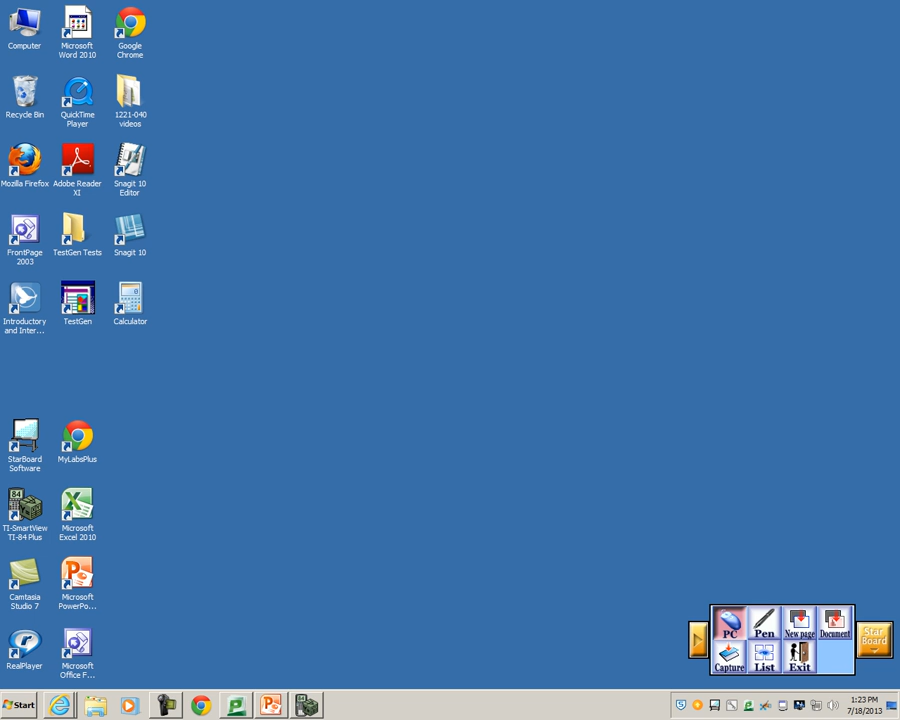 Computer
Microsoft
Word 2010
Google
Chrome
Recycle Bin
QuickTime
Player
1221-040
videos
Mozilla Firefox
Adobe Reader
XI
Snagit 10
Editor
FrontPage
2003
TestGen Tests
Snagit 10
Introductory
and Inter...
TestGen
Calculator
StarBoard
Software
MyLabsPlus
84
TI-SmartView
TI-84 Plus
Microsoft
Excel 2010
Camtasia
Studio 7
Microsoft
PowerPo...
RealPlayer
Microsoft
Office F...
PC
Pen
New page
Document
Capture
List
Exit
Star
Board
Start
1:23 PM
7/18/2013